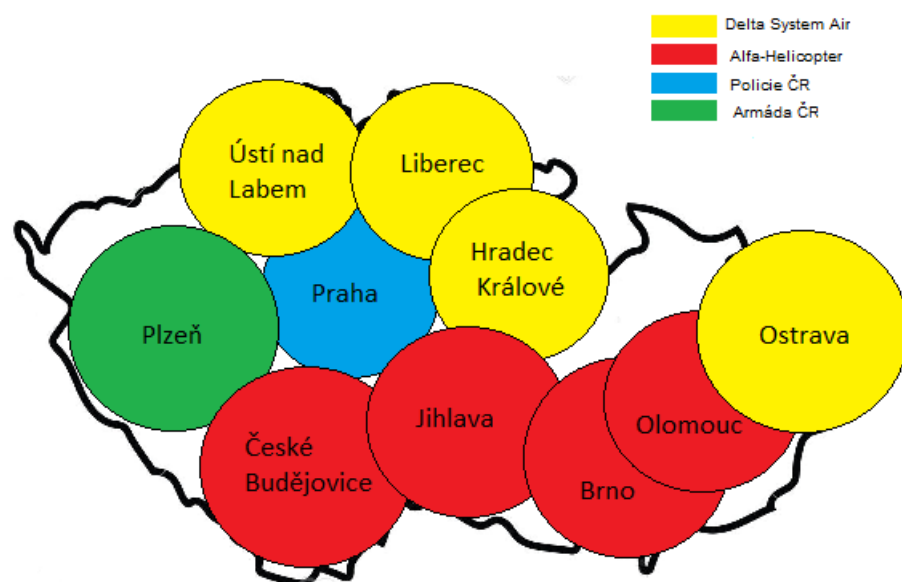 Delta System Air
Alfa-Helicopter
Policie ČR
Armáda ČR
Ústí nad
Labem
Liberec
Hradec
Králové
Praha
Plzeň
Ostrava
Jihlava
Olomouc
České
Budějovice
Brno